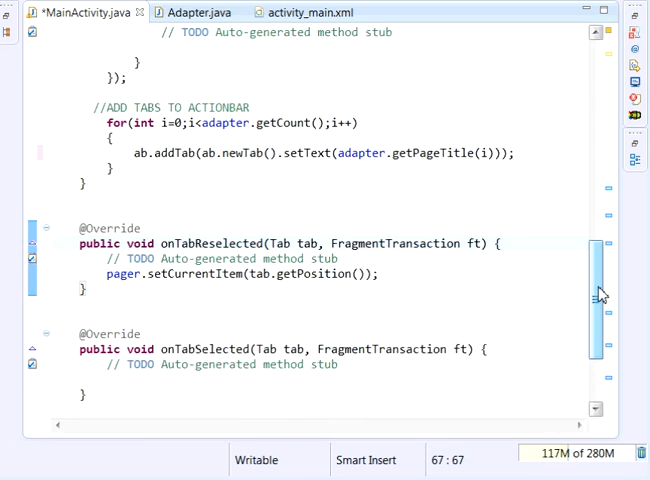 *MainActivity.java
Adapter.java
activity_main.xml
// TODO Auto-generated method stub
}
});
//ADD TABS TO ACTIONBAR
for(int i=0;i<adapter.getCount();i++)
{
ab.addTab(ab.newTab().setText(adapter.getPageTitle(i)));
}
}
@Override
public void onTabReselected(Tab tab, FragmentTransaction ft) {
// TODO Auto-generated method stub
pager.setCurrentItem(tab.getPosition());
}
@Override
public void onTabSelected(Tab tab, FragmentTransaction ft) {
// TODO Auto-generated method stub
}
Writable
Smart Insert
67 : 67
117M of 280M